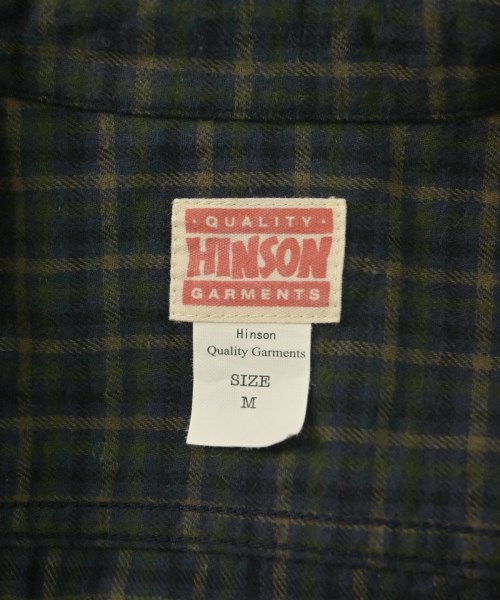 · QUALITY ·
HINSON
GARMENTS
Hinson
Quality Garments
SIZE
M